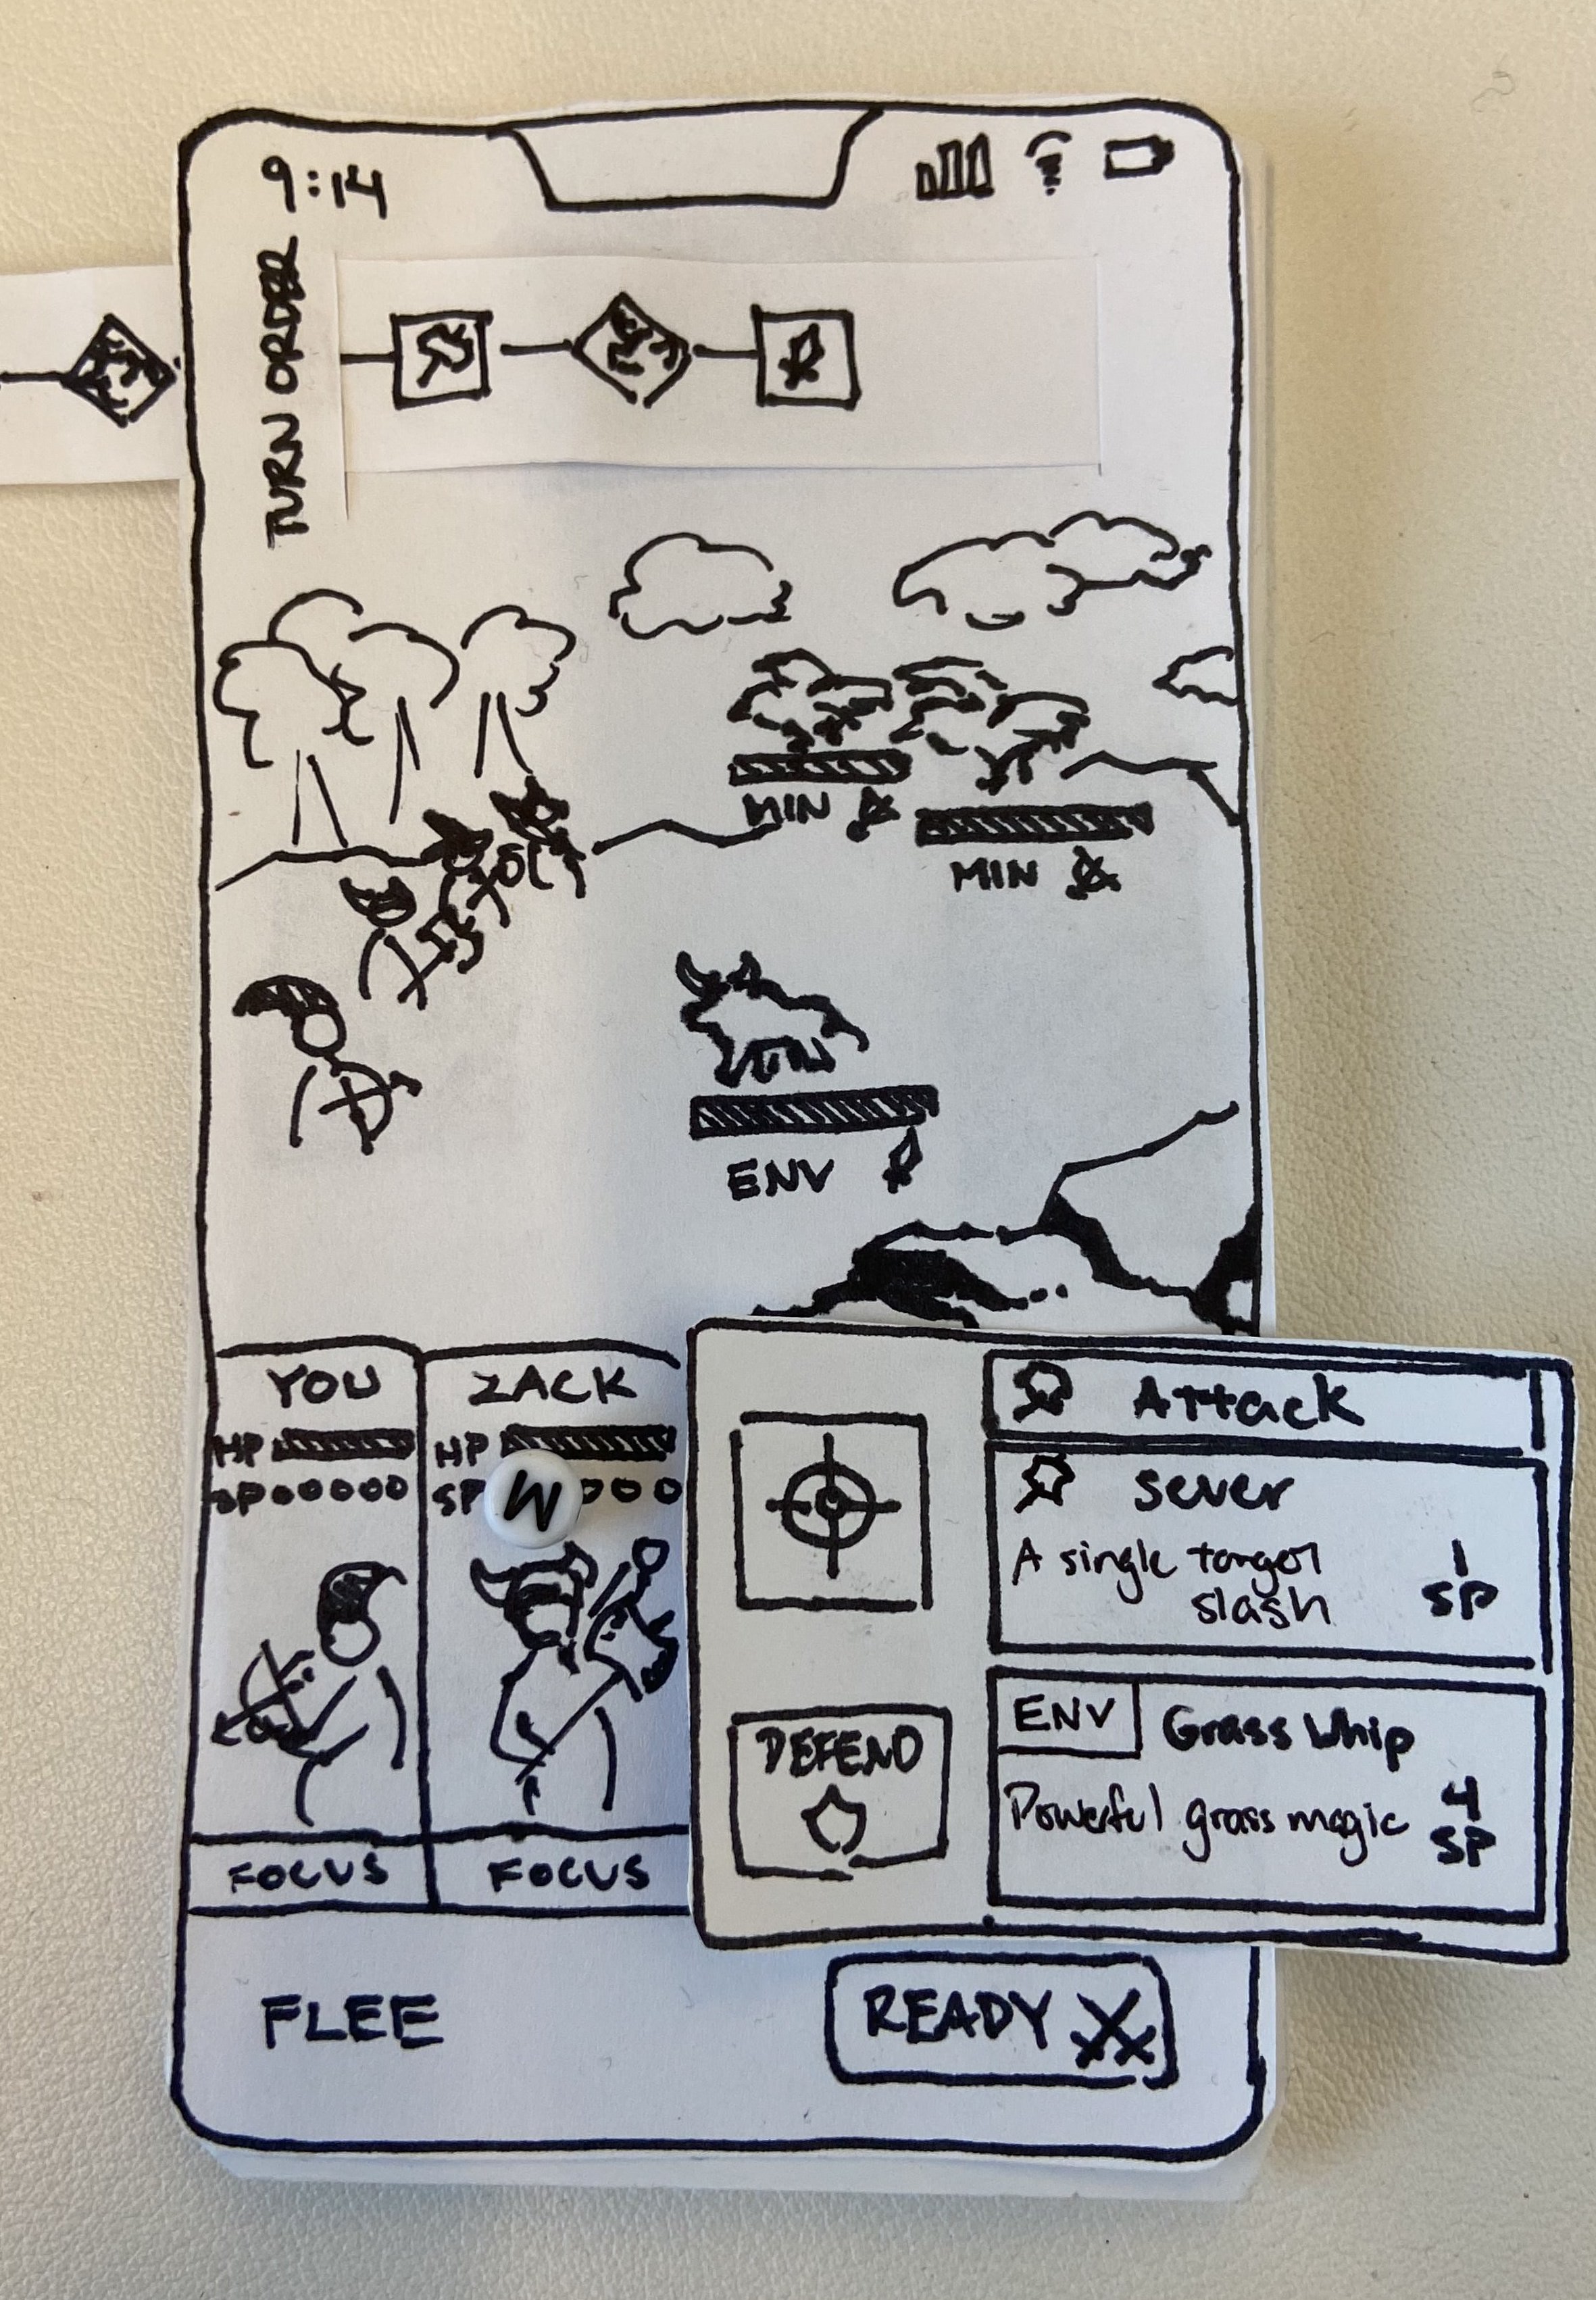 9:14
TURN ORDER
MIN
MIN
ENV
YOU
HP
SP
ZACK
HP
SP
M
FOCUS
FOCUS
Attack
Sever
A single target
slash
1
SP
DEFEND
ENV
Grass Whip
Powerful grass magic
4
SP
FLEE
READY